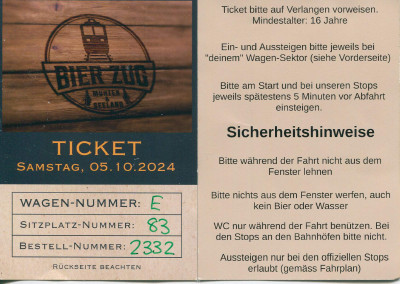 BIER ZUG
MURTEN
SEELAND
TICKET
SAMSTAG, 05.10.2024
WAGEN-NUMMER: E
SITZPLATZ-NUMMER: 83
BESTELL-NUMMER: 2332
RÜCKSEITE BEACHTEN
Ticket bitte auf Verlangen vorweisen.
Mindestalter: 16 Jahre
Ein- und Aussteigen bitte jeweils bei
"deinem" Wagen-Sektor (siehe Vorderseite)
Bitte am Start und bei unseren Stops
jeweils spätestens 5 Minuten vor Abfahrt
einsteigen.
Sicherheitshinweise
Bitte während der Fahrt nicht aus dem
Fenster lehnen
Bitte nichts aus dem Fenster werfen, auch
kein Bier oder Wasser
WC nur während der Fahrt benützen. Bei
den Stops an den Bahnhöfen bitte nicht.
Aussteigen nur bei den offiziellen Stops
erlaubt (gemäss Fahrplan)